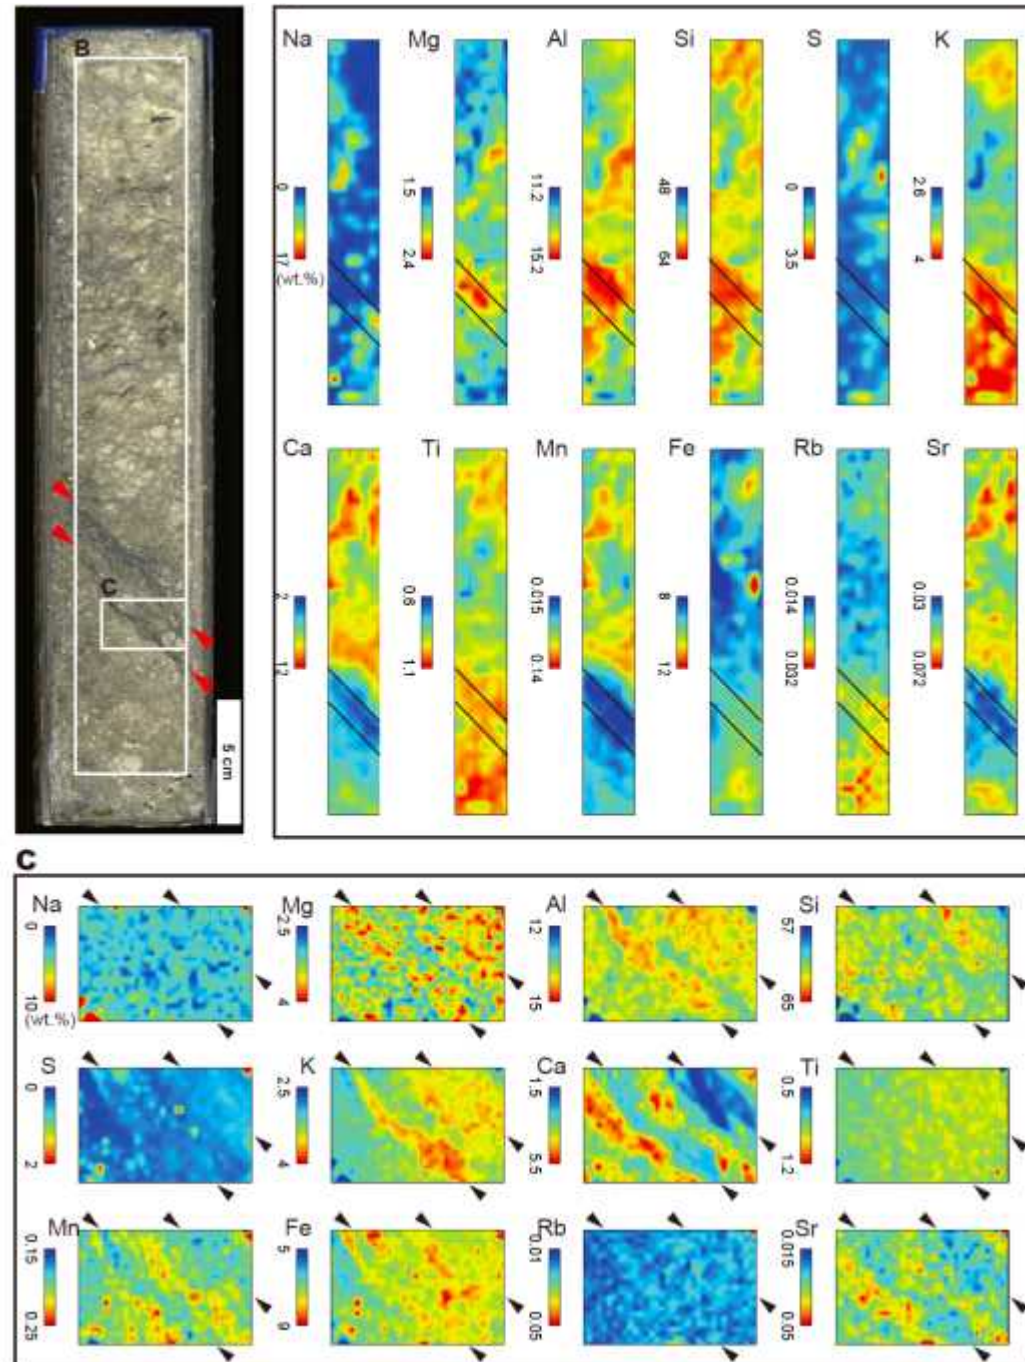 B
C
5 cm
Na
Mg
Al
Si
S
K
0
17
(wt.%)
1.5
2.4
11.2
15.2
48
64
0
3.5
2.6
4
Ca
Ti
Mn
Fe
Rb
Sr
2
12
0.6
1.1
0.015
0.14
8
12
0.014
0.032
0.03
0.072
C
Na
Mg
Al
Si
0
10
(wt.%)
2.5
4
12
15
57
65
S
K
Ca
Ti
0
2
2.5
4
1.5
5.5
0.5
1.2
Mn
Fe
Rb
Sr
0.15
0.25
5
9
0.01
0.05
0.015
0.05